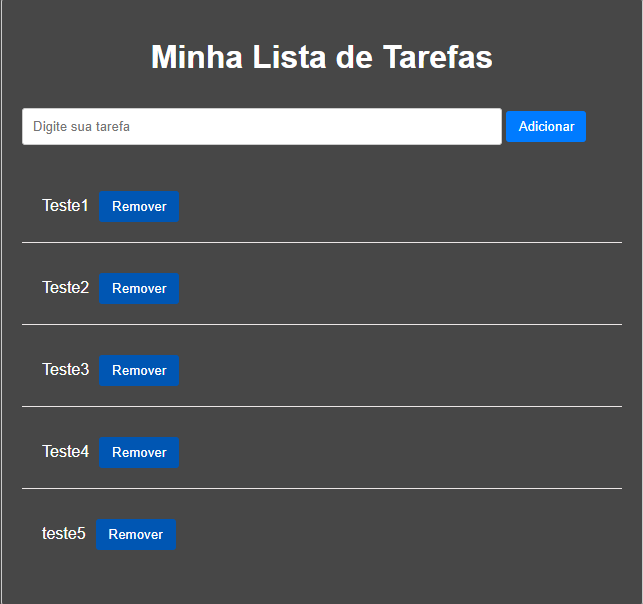 Minha Lista de Tarefas
Digite sua tarefa Adicionar
Teste1 Remover
Teste2 Remover
Teste3 Remover
Teste4 Remover
teste5 Remover